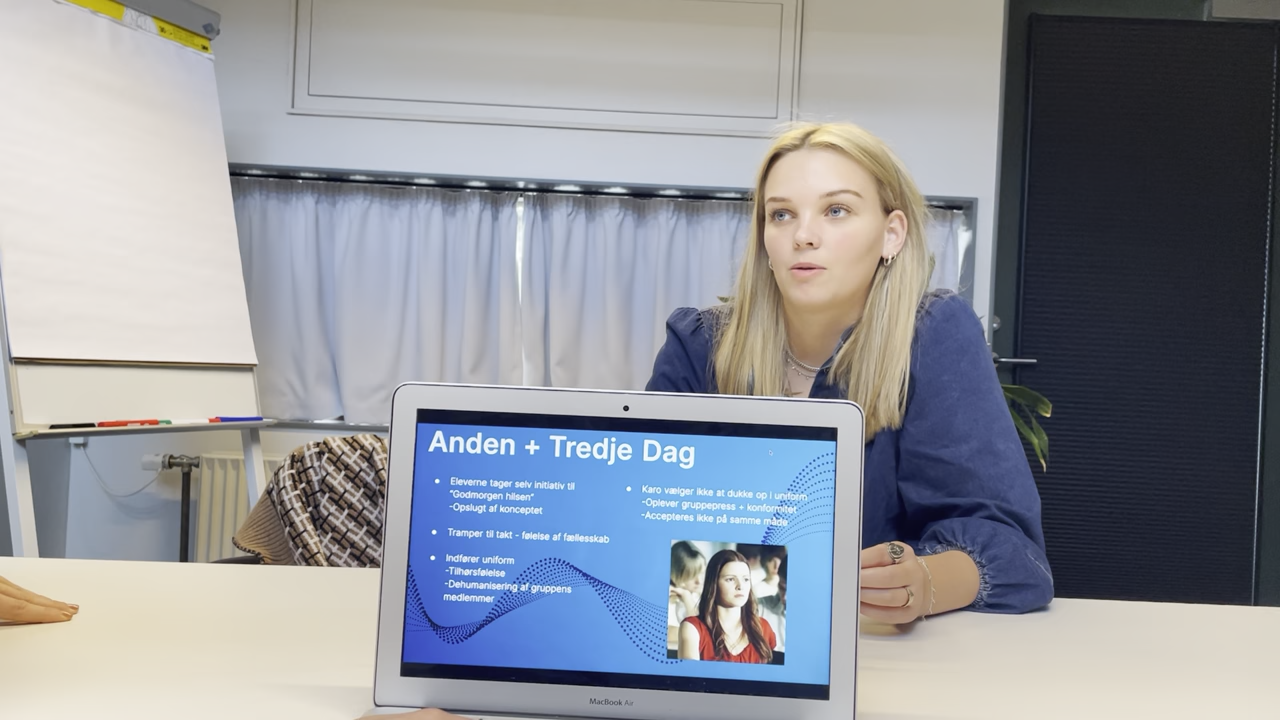 Anden + Tredje Dag
Eleverne tager selv initiativ til
"Godmorgen hilsen"
-Opslugt af konceptet
Tramper til takt - følelse af fællesskab
Indfører uniform
-Tilhørsfølelse
-Dehumanisering af gruppens
medlemmer
Karo vælger ikke at dukke op i uniform
-Oplever gruppepress + konformitet
-Accepteres ikke på samme måde
MacBook Air